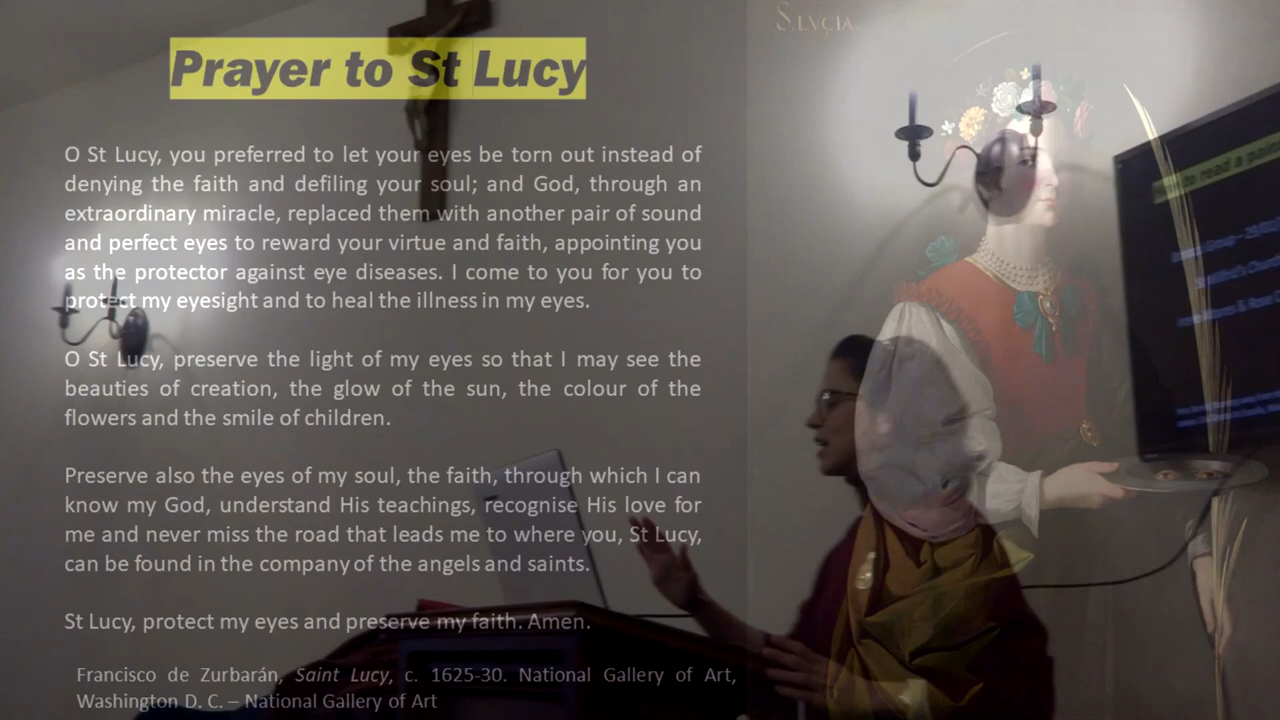 S. LVCIA
Prayer to St Lucy
O St Lucy, you preferred to let your eyes be torn out instead of
denying the faith and defiling your soul; and God, through an
extraordinary miracle, replaced them with another pair of sound
and perfect eyes to reward your virtue and faith, appointing you
as the protector against eye diseases. I come to you for you to
protect my eyesight and to heal the illness in my eyes.
O St Lucy, preserve the light of my eyes so that I may see the
beauties of creation, the glow of the sun, the colour of the
flowers and the smile of children.
Preserve also the eyes of my soul, the faith, through which I can
know my God, understand His teachings, recognise His love for
me and never miss the road that leads me to where you, St Lucy,
can be found in the company of the angels and saints.
St Lucy, protect my eyes and preserve my faith. Amen.
Francisco de Zurbarán, Saint Lucy, c. 1625-30. National Gallery of Art,
Washington D. C. – National Gallery of Art
to read a